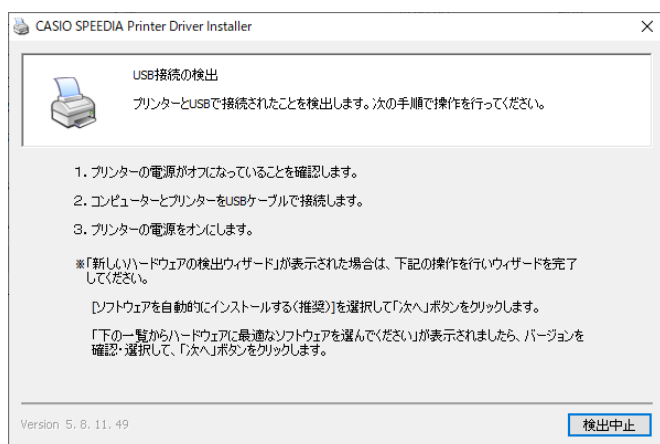 CASIO SPEEDIA Printer Driver Installer
USB接続の検出
プリンターとUSBで接続されたことを検出します。次の手順で操作を行ってください。
1. プリンターの電源がオフになっていることを確認します。
2. コンピューターとプリンターをUSBケーブルで接続します。
3. プリンターの電源をオンにします。
※「新しいハードウェアの検出ウィザード」が表示された場合は、下記の操作を行いウィザードを完了
してください。
[ソフトウェアを自動的にインストールする(推奨)]を選択して「次へ」ボタンをクリックします。
「下の一覧からハードウェアに最適なソフトウェアを選んでください」が表示されましたら、バージョンを
確認・選択して、「次へ」ボタンをクリックします。
Version 5.8.11.49
検出中止